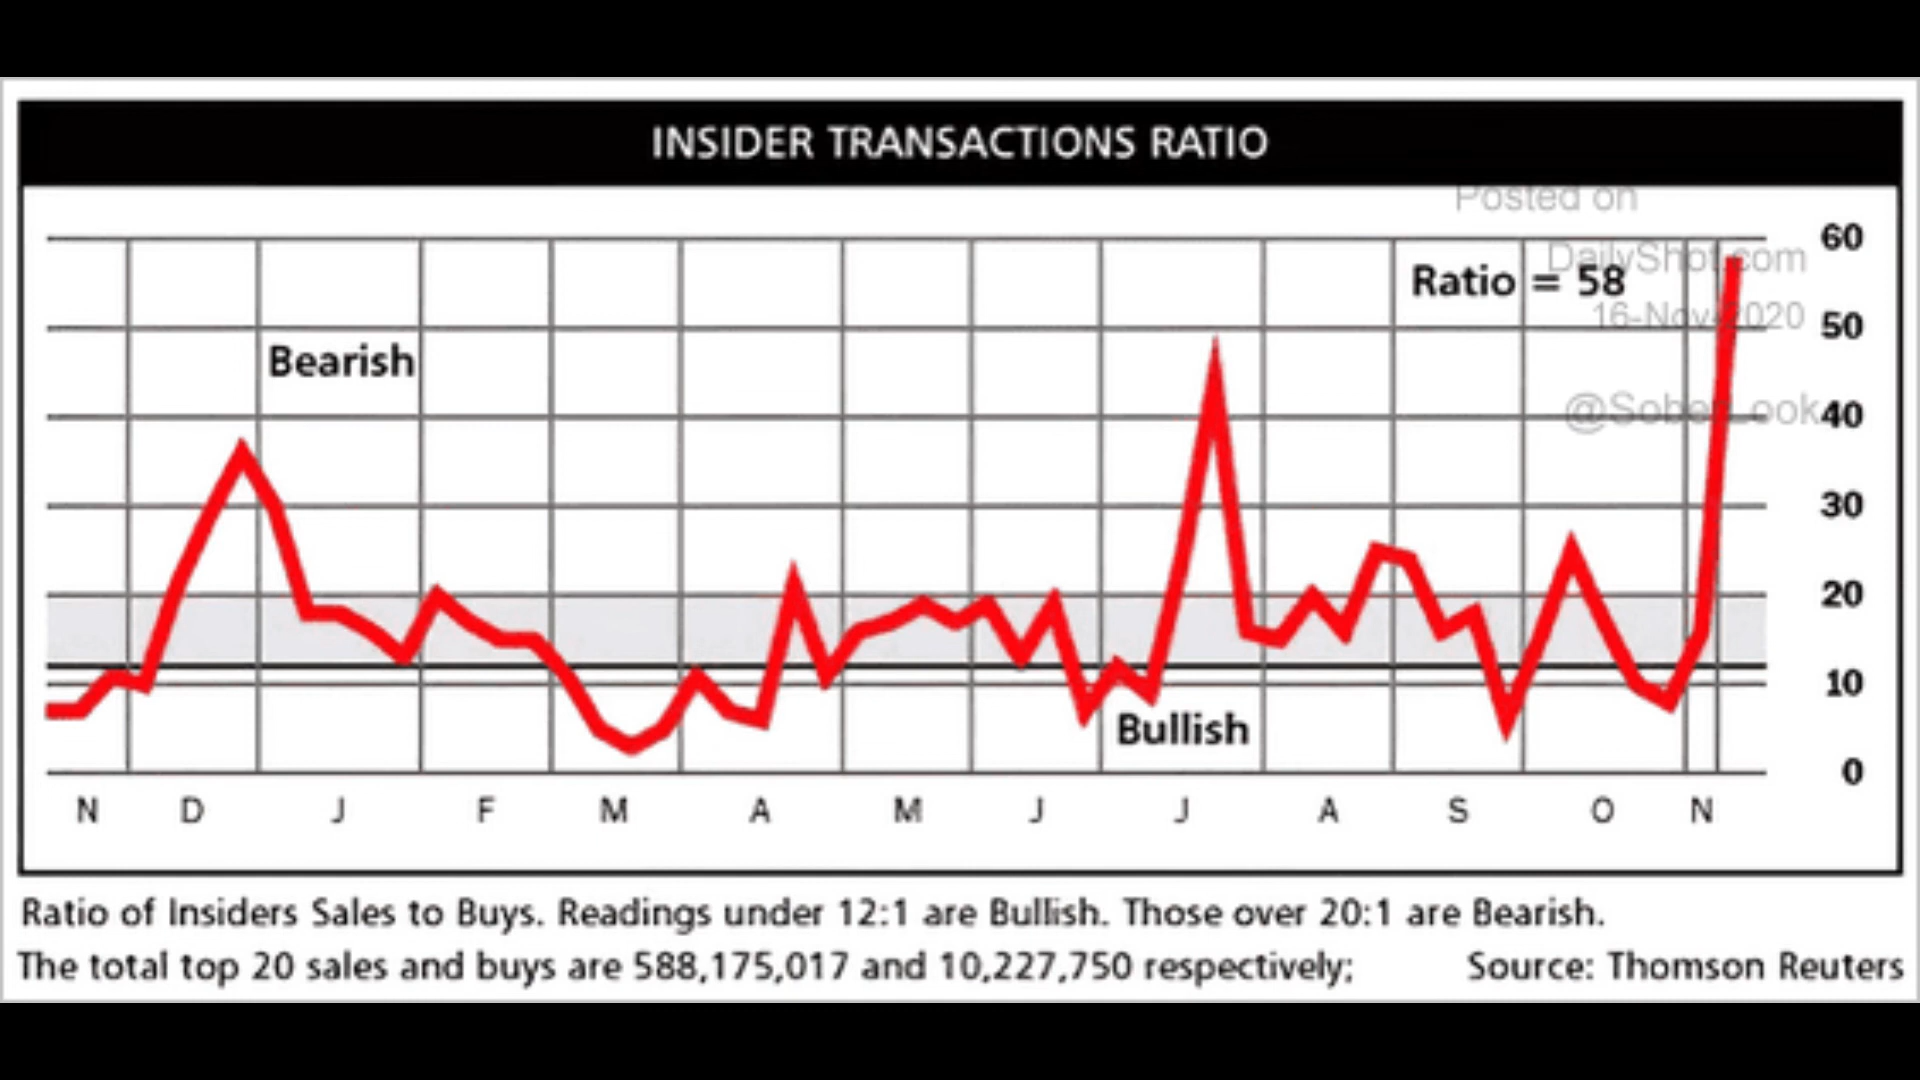 INSIDER TRANSACTIONS RATIO
Posted on
DailyShot.com
16-Nov-2020
@SoberLook
Ratio = 58
Bearish
Bullish
60
50
40
30
20
10
0
N D J F M A M J J A S O N
Ratio of Insiders Sales to Buys. Readings under 12:1 are Bullish. Those over 20:1 are Bearish.
The total top 20 sales and buys are 588,175,017 and 10,227,750 respectively; Source: Thomson Reuters